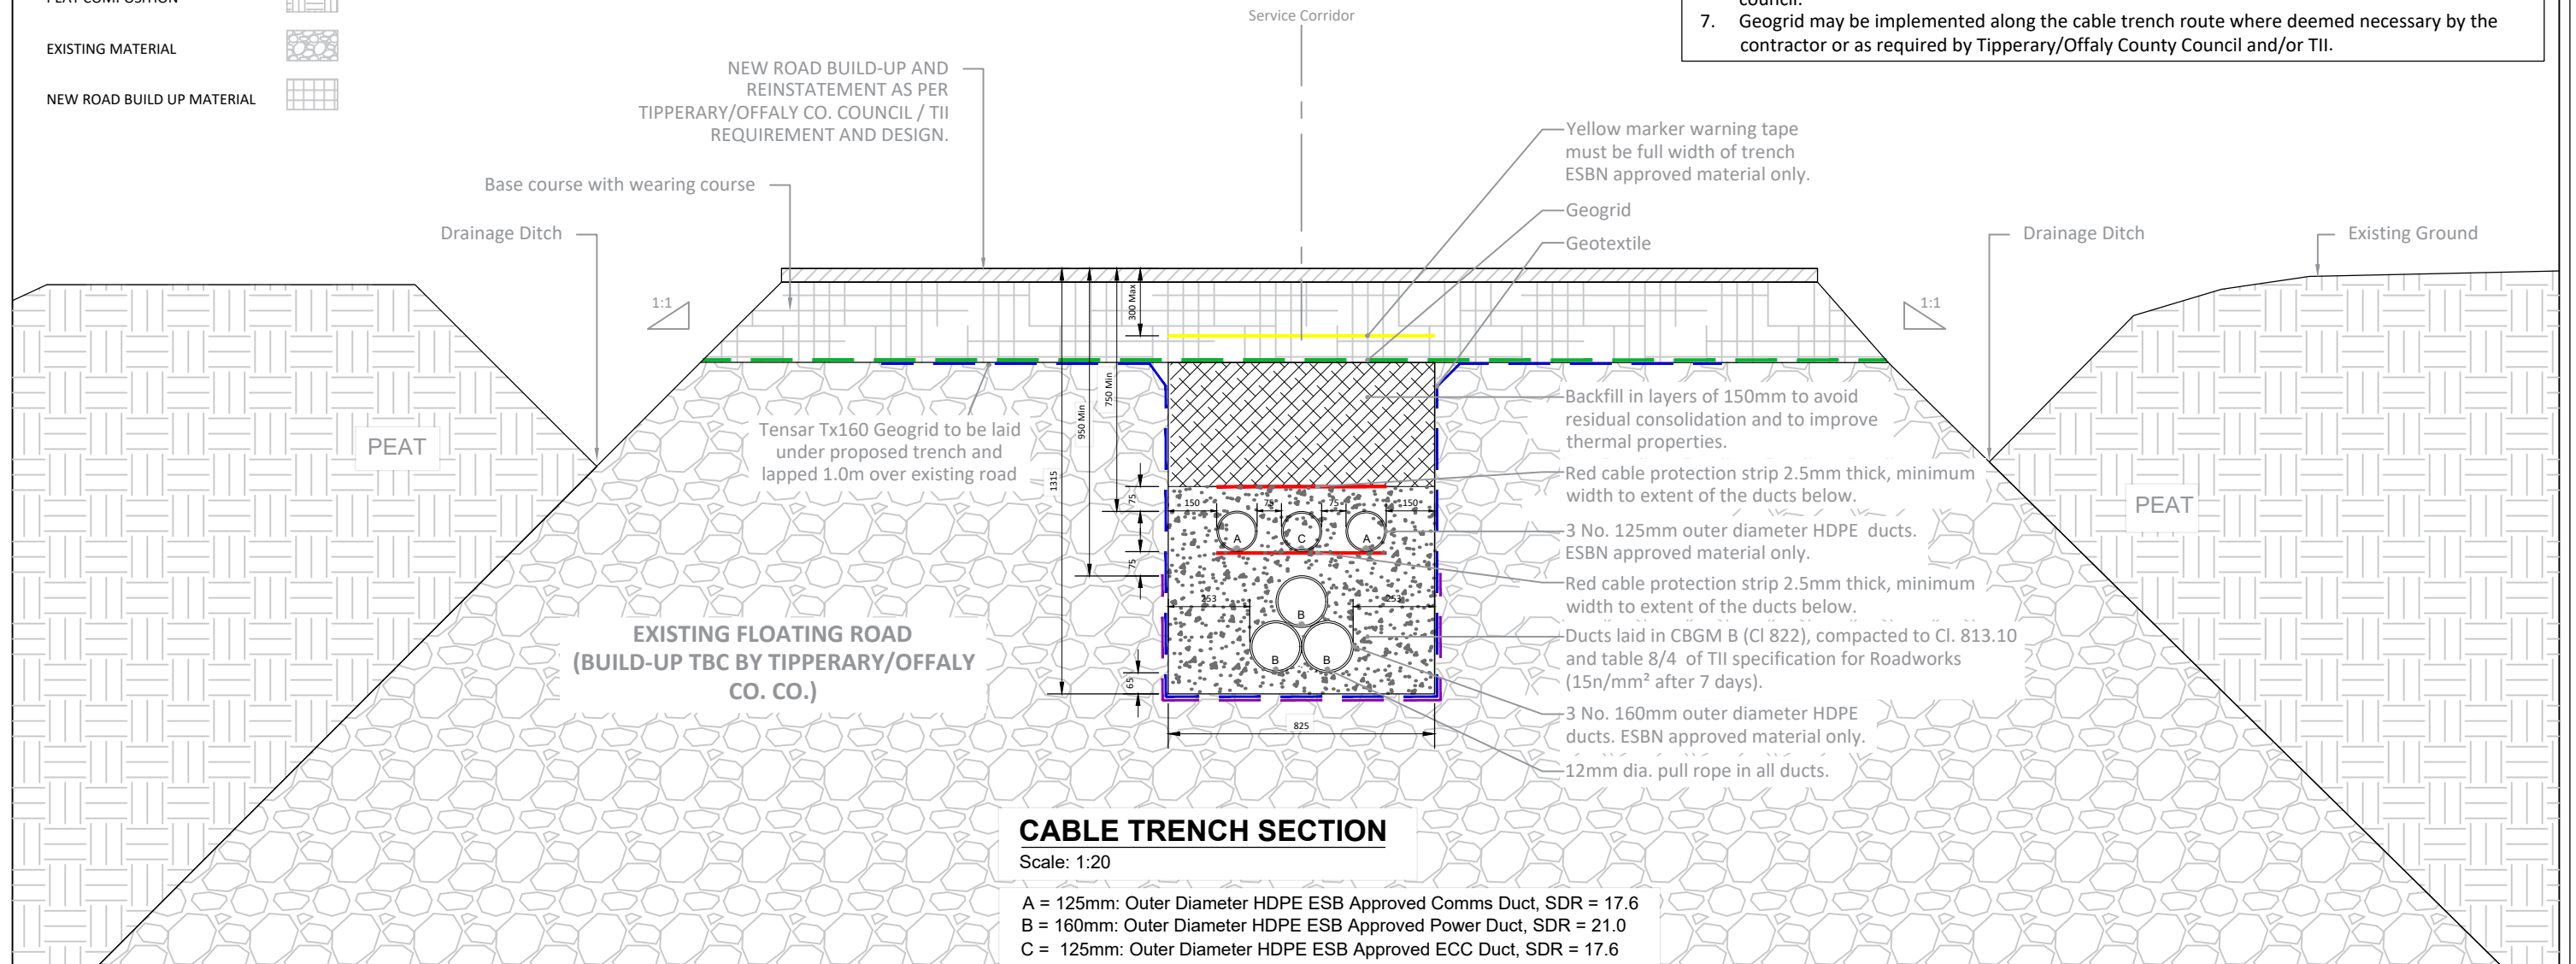 PEAT COMPOSITION
EXISTING MATERIAL
NEW ROAD BUILD UP MATERIAL
Service Corridor
council.
7. Geogrid may be implemented along the cable trench route where deemed necessary by the
contractor or as required by Tipperary/Offaly County Council and/or TII.
NEW ROAD BUILD-UP AND
REINSTATEMENT AS PER
TIPPERARY/OFFALY CO. COUNCIL / TII
REQUIREMENT AND DESIGN.
Base course with wearing course
Drainage Ditch
Yellow marker warning tape
must be full width of trench
ESBN approved material only.
Geogrid
Geotextile
Drainage Ditch
Existing Ground
1:1
1:1
300 Max
750 Min
950 Min
1315
PEAT
Tensar Tx160 Geogrid to be laid
under proposed trench and
lapped 1.0m over existing road
Backfill in layers of 150mm to avoid
residual consolidation and to improve
thermal properties.
Red cable protection strip 2.5mm thick, minimum
width to extent of the ducts below.
PEAT
75
150
75
75
150
A
C
A
3 No. 125mm outer diameter HDPE ducts.
ESBN approved material only.
75
Red cable protection strip 2.5mm thick, minimum
width to extent of the ducts below.
253
253
B
B
B
65
825
EXISTING FLOATING ROAD
(BUILD-UP TBC BY TIPPERARY/OFFALY
CO. CO.)
Ducts laid in CBGM B (Cl 822), compacted to Cl. 813.10
and table 8/4 of TII specification for Roadworks
(15n/mm² after 7 days).
3 No. 160mm outer diameter HDPE
ducts. ESBN approved material only.
12mm dia. pull rope in all ducts.
CABLE TRENCH SECTION
Scale: 1:20
A = 125mm: Outer Diameter HDPE ESB Approved Comms Duct, SDR = 17.6
B = 160mm: Outer Diameter HDPE ESB Approved Power Duct, SDR = 21.0
C = 125mm: Outer Diameter HDPE ESB Approved ECC Duct, SDR = 17.6